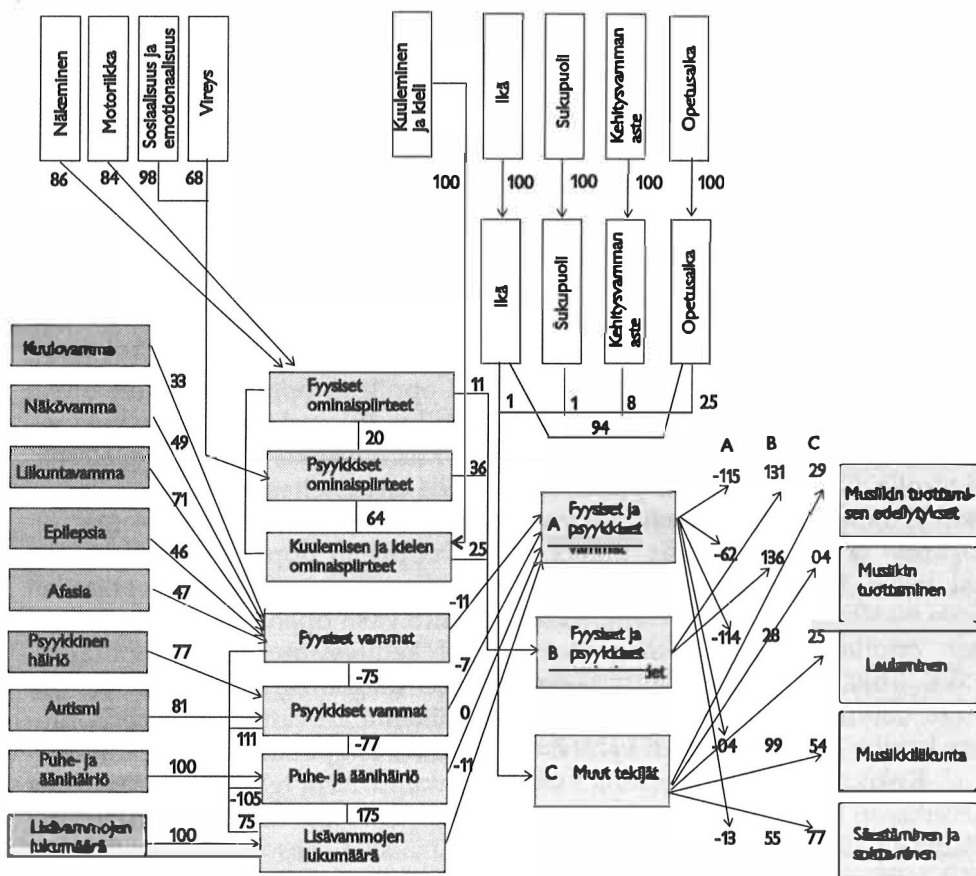 Näkeminen
Motoriikka
Sosiaalisuus ja
emotionaalisuus
Vireys
Kuuleminen
ja kieli
Ikä
Sukupuoli
Kehitysvamman
aste
Opetusaika
86
84
98
68
100
100
100
100
100
Ikä
Sukupuoli
Kehitysvamman
aste
Opetusaika
Kuulovamma
33
Näkövamma
49
Liikuntavamma
71
Epilepsia
46
Afasia
47
Psyykkinen
häiriö
77
Autismi
81
Puhe- ja
äänihäiriö
100
Lisävammojen
lukumäärä
100
Fyysiset
ominaispiirteet
11
20
Psyykkiset
ominaispiirteet
36
64
Kuulemisen ja kielen
ominaispiirteet
25
1
1
8
25
94
Fyysiset vammat
-11
-75
Psyykkiset vammat
-7
0
111
-77
Puhe- ja äänihäiriö
-11
-105
75
175
Lisävammojen
lukumäärä
A
Fyysiset ja
psyykkiset
vammat
B
Fyysiset ja
psyykkiset
set
C
Muut tekijät
A B C
-115 131 29
Musiikin tuottami-
sen edellytykset
-62 136 04
Musiikin
tuottaminen
-114 28 25
Laulaminen
-04 99 54
Musiikkiliikunta
-13 55 77
Säestäminen ja